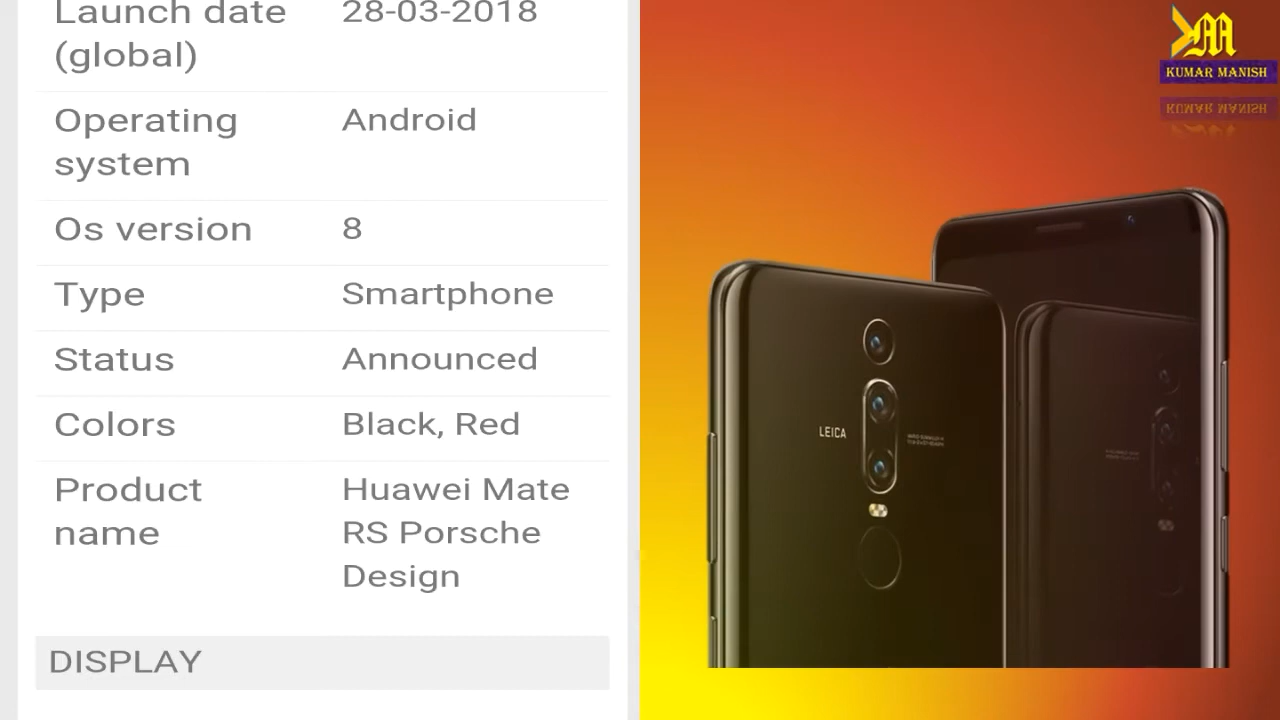 Launch date
(global)
28-03-2018
Operating
system
Android
Os version
8
Type
Smartphone
Status
Announced
Colors
Black, Red
Product
name
Huawei Mate
RS Porsche
Design
DISPLAY
KM
KUMAR MANISH
LEICA